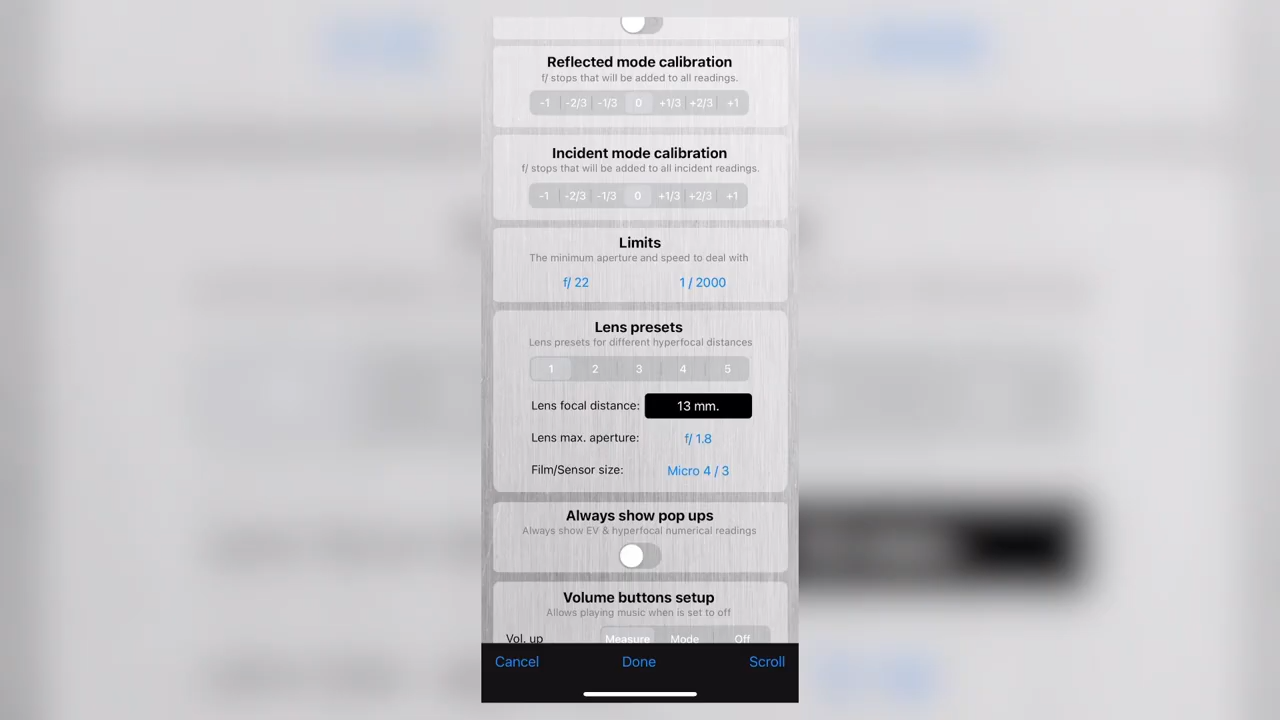 Reflected mode calibration
f/ stops that will be added to all readings.
-1 -2/3 -1/3 0 +1/3 +2/3 +1
Incident mode calibration
f/ stops that will be added to all incident readings.
-1 -2/3 -1/3 0 +1/3 +2/3 +1
Limits
The minimum aperture and speed to deal with
f/ 22 1 / 2000
Lens presets
Lens presets for different hyperfocal distances
1 2 3 4 5
Lens focal distance: 13 mm.
Lens max. aperture: f/ 1.8
Film/Sensor size: Micro 4 / 3
Always show pop ups
Always show EV & hyperfocal numerical readings
Volume buttons setup
Allows playing music when is set to off
Vol. up Measure Mode Off
Cancel Done Scroll